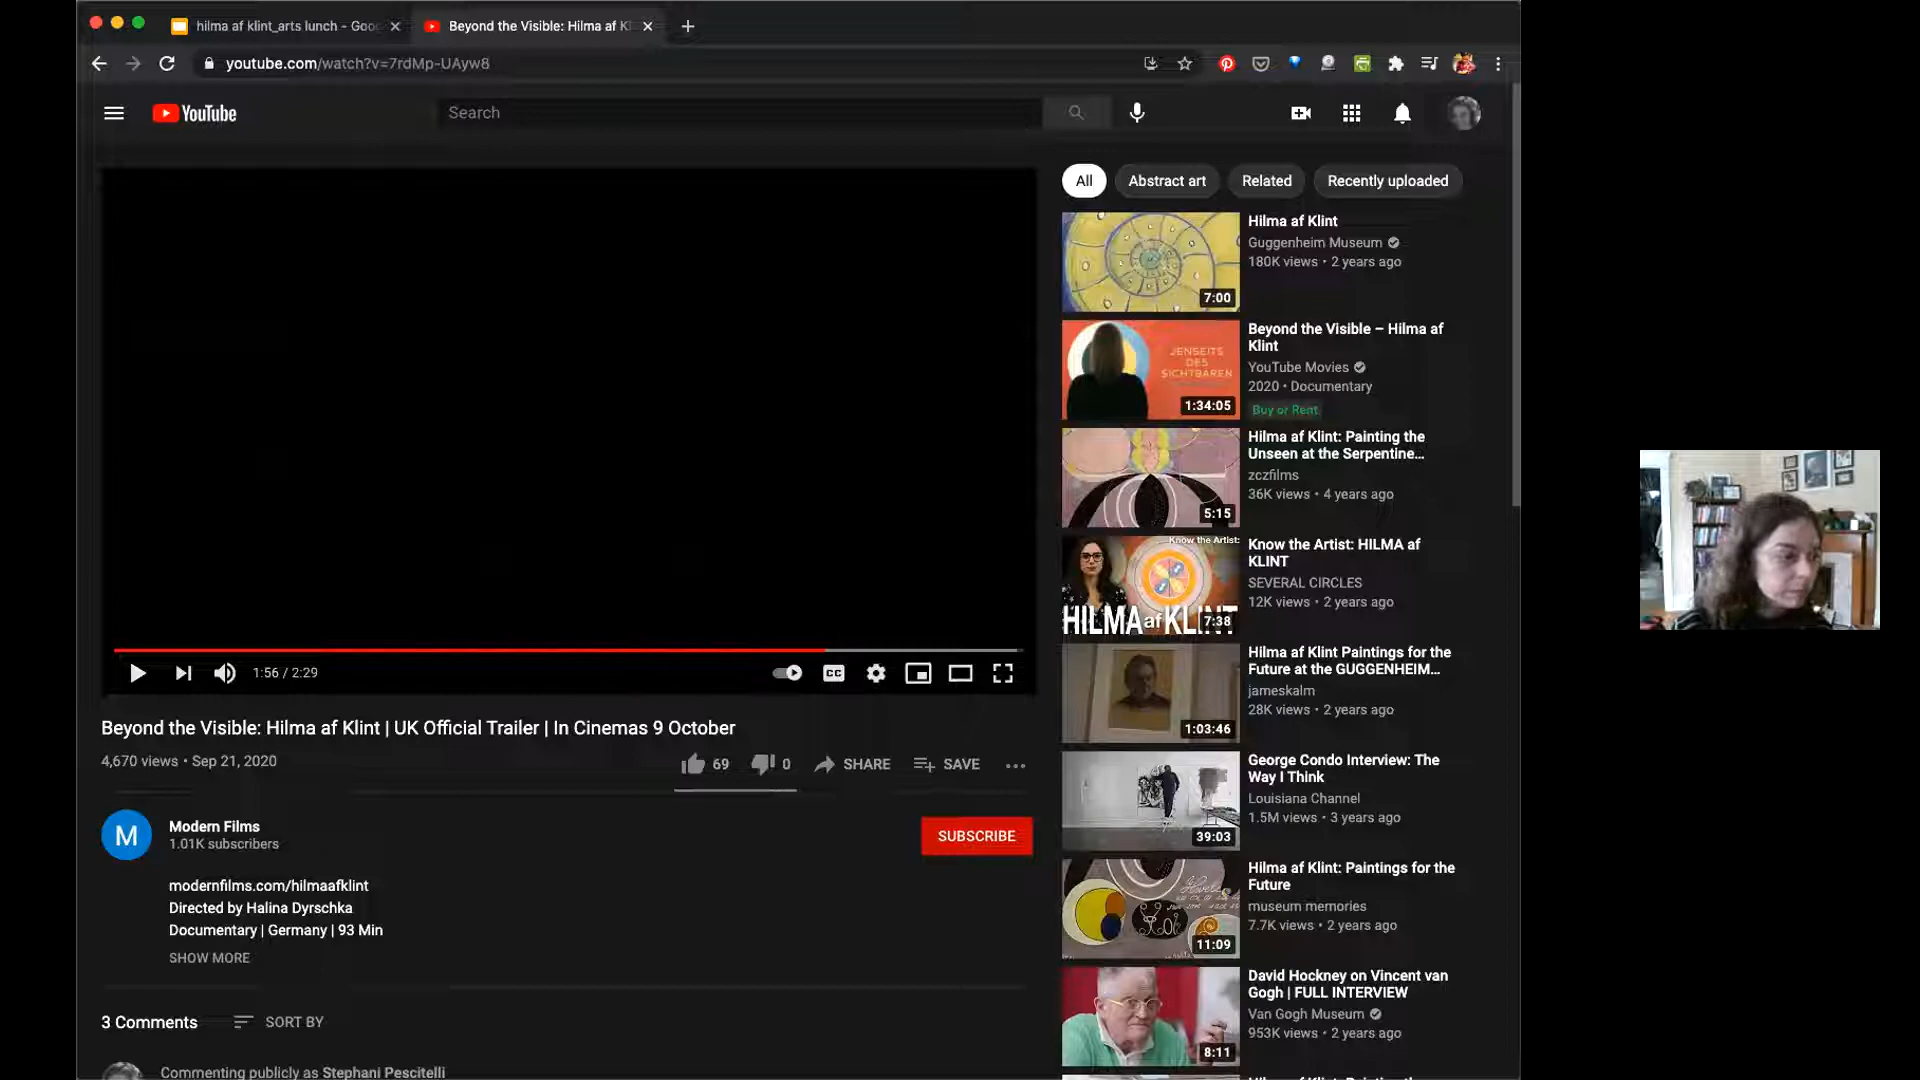 hilma af klint_arts lunch - Goo
Beyond the Visible: Hilma af Kl
youtube.com/watch?v=7rdMp-UAyw8
YouTube
Search
All
Abstract art
Related
Recently uploaded
Hilma af Klint
Guggenheim Museum
180K views • 2 years ago
7:00
JENSEITS
DES
SICHTBAREN
1:34:05
Beyond the Visible – Hilma af
Klint
YouTube Movies
2020 • Documentary
Buy or Rent
Hilma af Klint: Painting the
Unseen at the Serpentine...
zczfilms
36K views • 4 years ago
5:15
Know the Artist:
HILMA af KLINT
7:38
Know the Artist: HILMA af
KLINT
SEVERAL CIRCLES
12K views • 2 years ago
Hilma af Klint Paintings for the
Future at the GUGGENHEIM...
jameskalm
28K views • 2 years ago
1:03:46
George Condo Interview: The
Way I Think
Louisiana Channel
1.5M views • 3 years ago
39:03
Hilma af Klint: Paintings for the
Future
museum memories
7.7K views • 2 years ago
11:09
David Hockney on Vincent van
Gogh | FULL INTERVIEW
Van Gogh Museum
953K views • 2 years ago
8:11
1:56 / 2:29
CC
Beyond the Visible: Hilma af Klint | UK Official Trailer | In Cinemas 9 October
4,670 views • Sep 21, 2020
69
0
SHARE
SAVE
M
Modern Films
1.01K subscribers
SUBSCRIBE
modernfilms.com/hilmaafklint
Directed by Halina Dyrschka
Documentary | Germany | 93 Min
SHOW MORE
3 Comments
SORT BY
Commenting publicly as Stephani Pescitelli